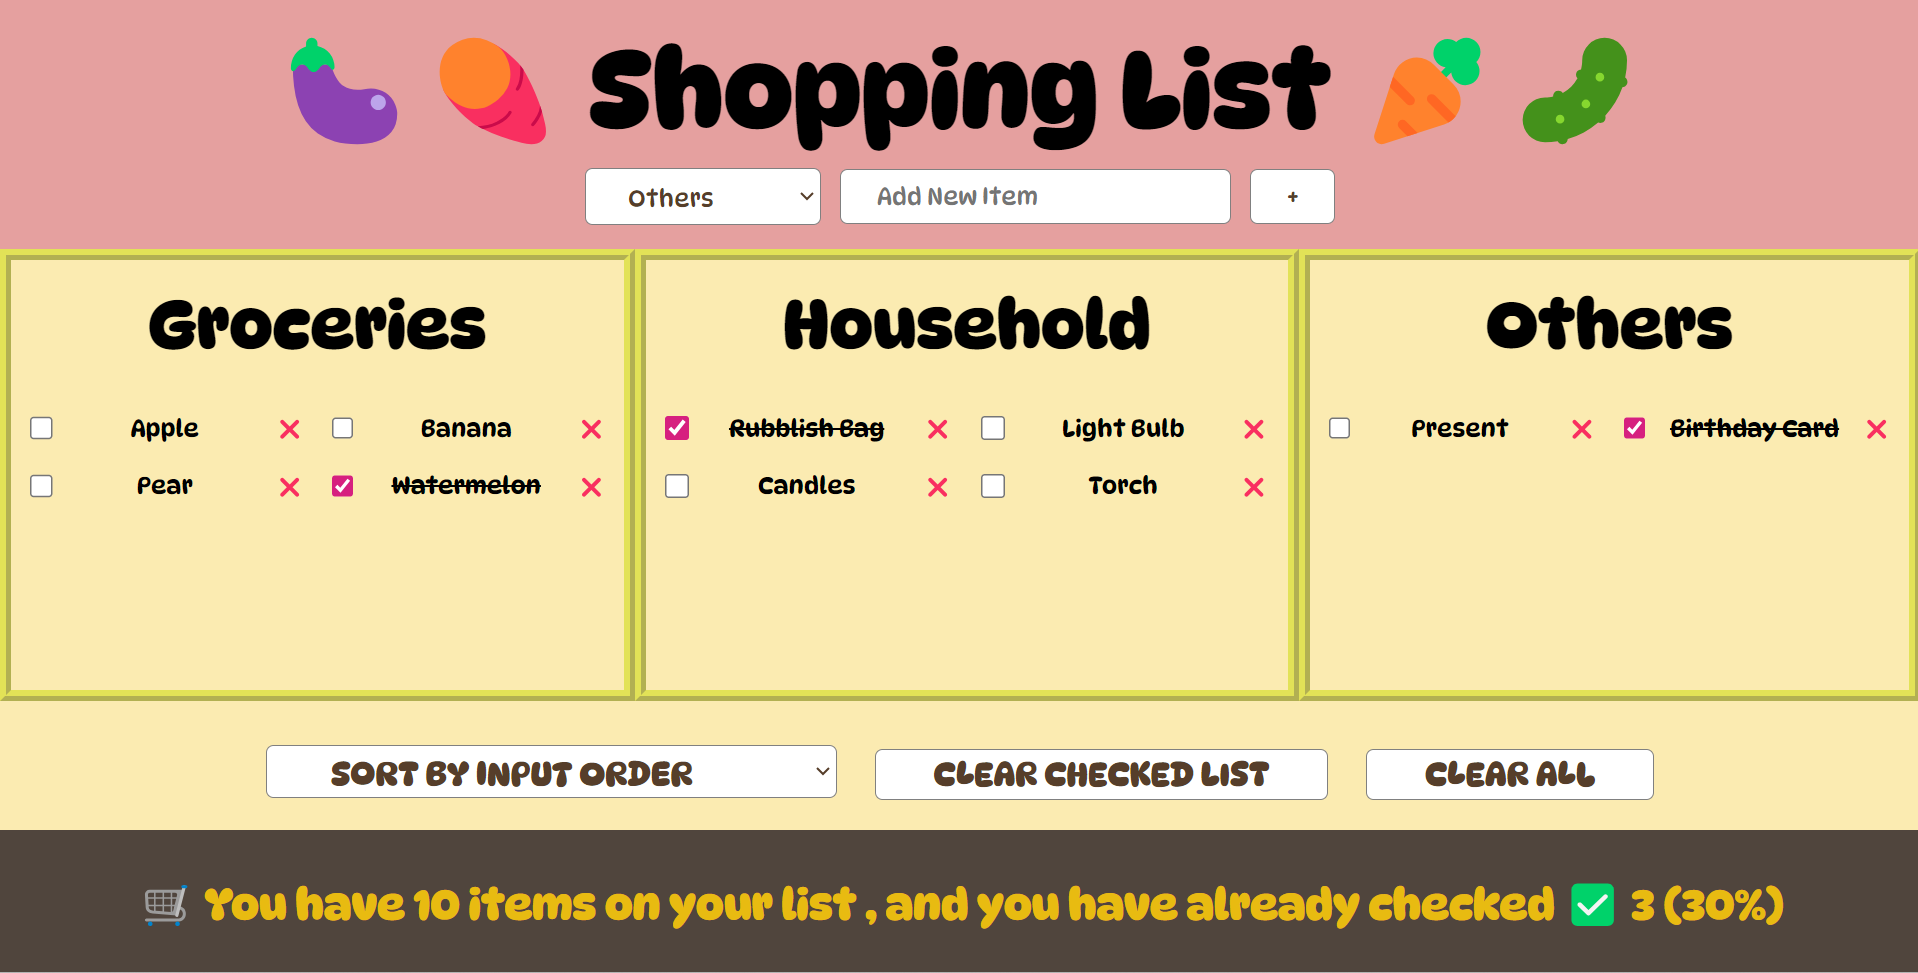 Shopping List
Others
Add New Item
+
Groceries
Household
Others
Apple
Banana
Rubblish Bag
Light Bulb
Present
Birthday Card
Pear
Watermelon
Candles
Torch
SORT BY INPUT ORDER
CLEAR CHECKED LIST
CLEAR ALL
You have 10 items on your list , and you have already checked ✅ 3 (30%)